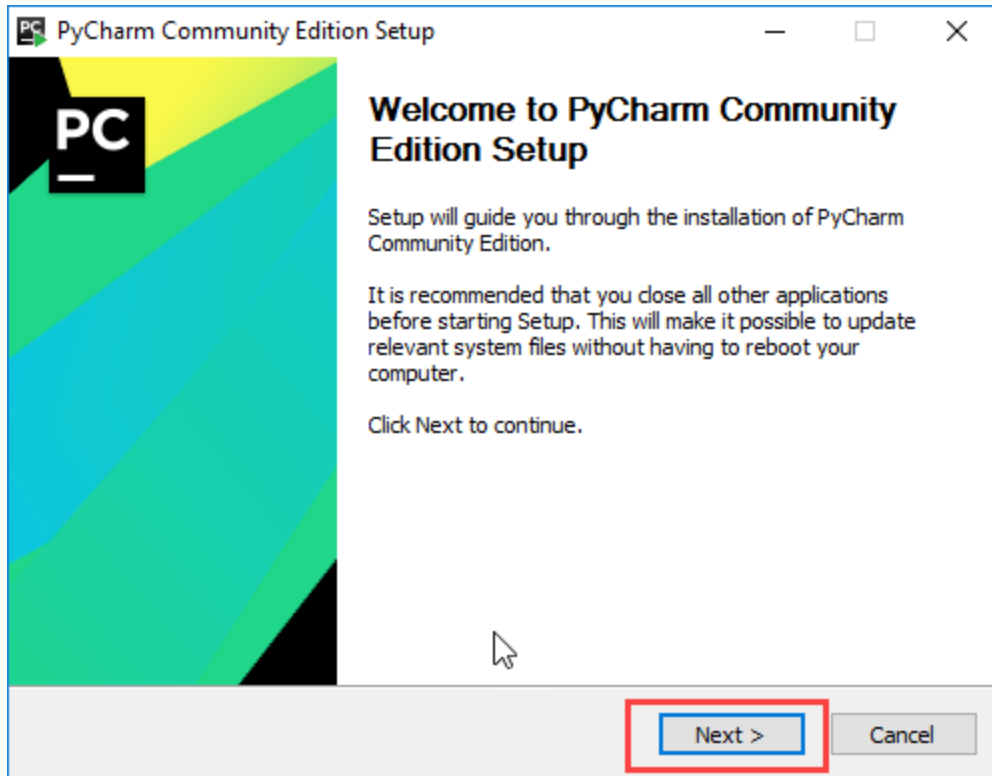 PyCharm Community Edition Setup
PC
Welcome to PyCharm Community
Edition Setup
Setup will guide you through the installation of PyCharm
Community Edition.
It is recommended that you close all other applications
before starting Setup. This will make it possible to update
relevant system files without having to reboot your
computer.
Click Next to continue.
Next >
Cancel